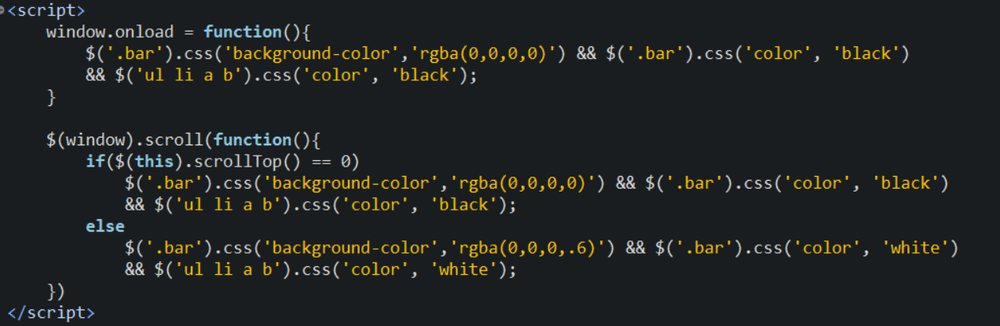 <script>
    window.onload = function(){
        $('.bar').css('background-color','rgba(0,0,0,0)') && $('.bar').css('color', 'black')
        && $('ul li a b').css('color', 'black');
    }

    $(window).scroll(function(){
        if($(this).scrollTop() == 0)
            $('.bar').css('background-color','rgba(0,0,0,0)') && $('.bar').css('color', 'black')
            && $('ul li a b').css('color', 'black');
        else
            $('.bar').css('background-color','rgba(0,0,0,.6)') && $('.bar').css('color', 'white')
            && $('ul li a b').css('color', 'white');
    })
</script>